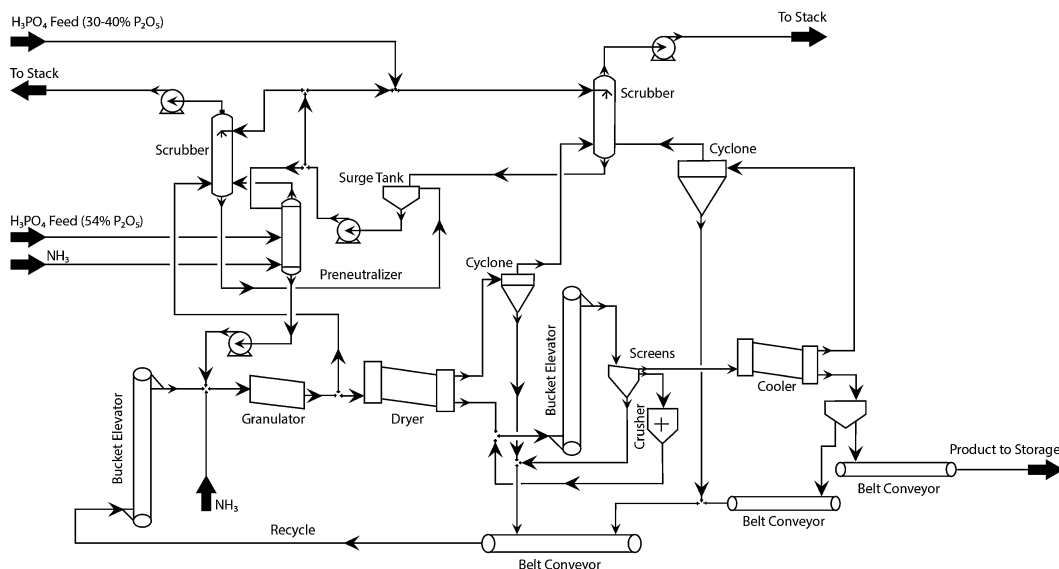 H₃PO₄ Feed (30-40% P₂O₅)
To Stack
To Stack
Scrubber
Scrubber
Cyclone
Surge Tank
H₃PO₄ Feed (54% P₂O₅)
NH₃
Preneutralizer
Cyclone
Bucket Elevator
Screens
Cooler
Crusher
Bucket Elevator
Granulator
Dryer
Product to Storage
Belt Conveyor
NH₃
Belt Conveyor
Recycle
Belt Conveyor